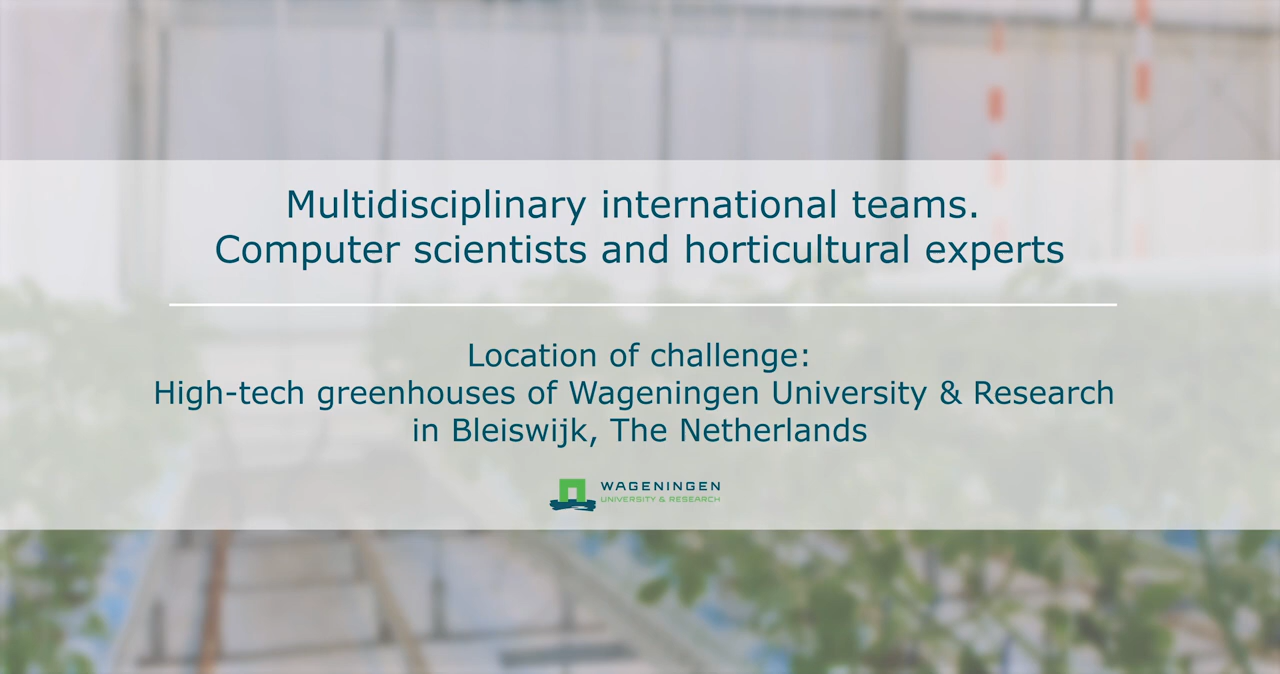 Multidisciplinary international teams.
Computer scientists and horticultural experts
Location of challenge:
High-tech greenhouses of Wageningen University & Research
in Bleiswijk, The Netherlands
WAGENINGEN
UNIVERSITY & RESEARCH